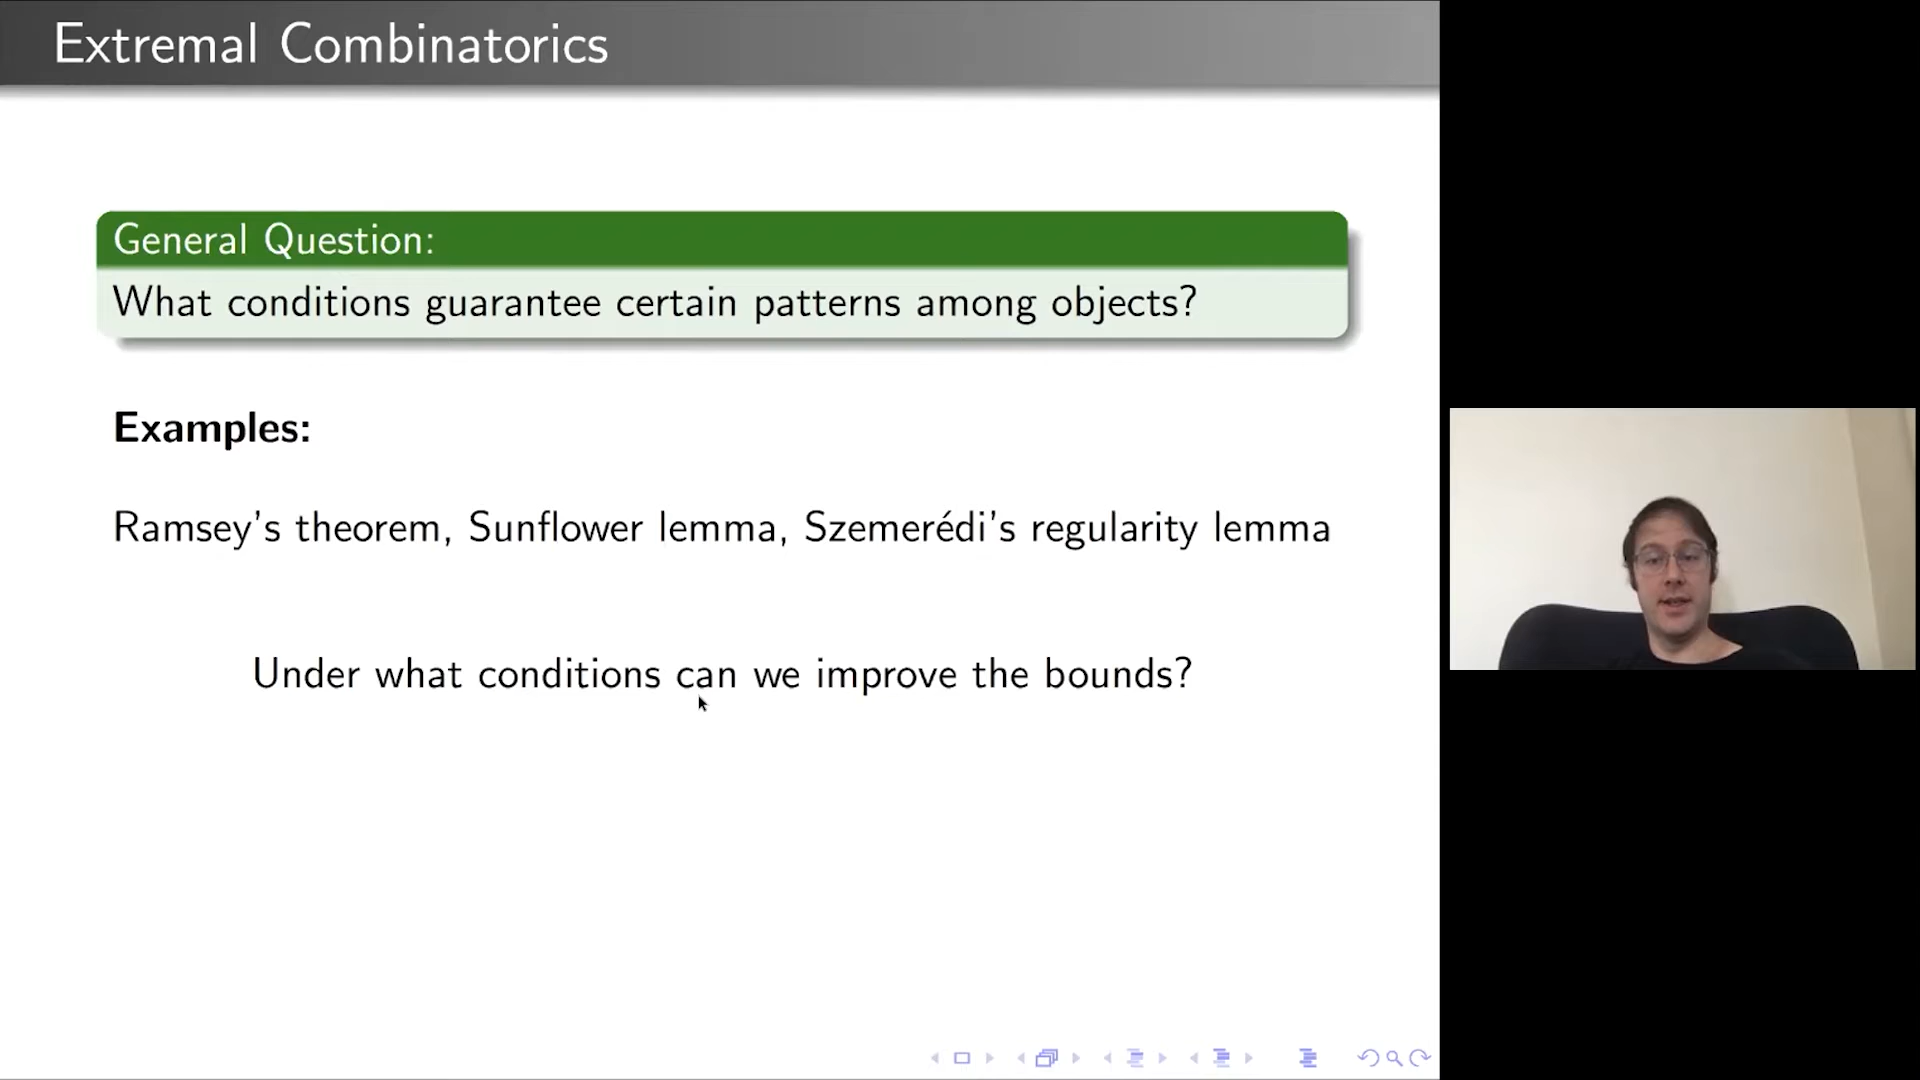 Extremal Combinatorics
General Question:
What conditions guarantee certain patterns among objects?
Examples:
Ramsey's theorem, Sunflower lemma, Szemerédi's regularity lemma
Under what conditions can we improve the bounds?